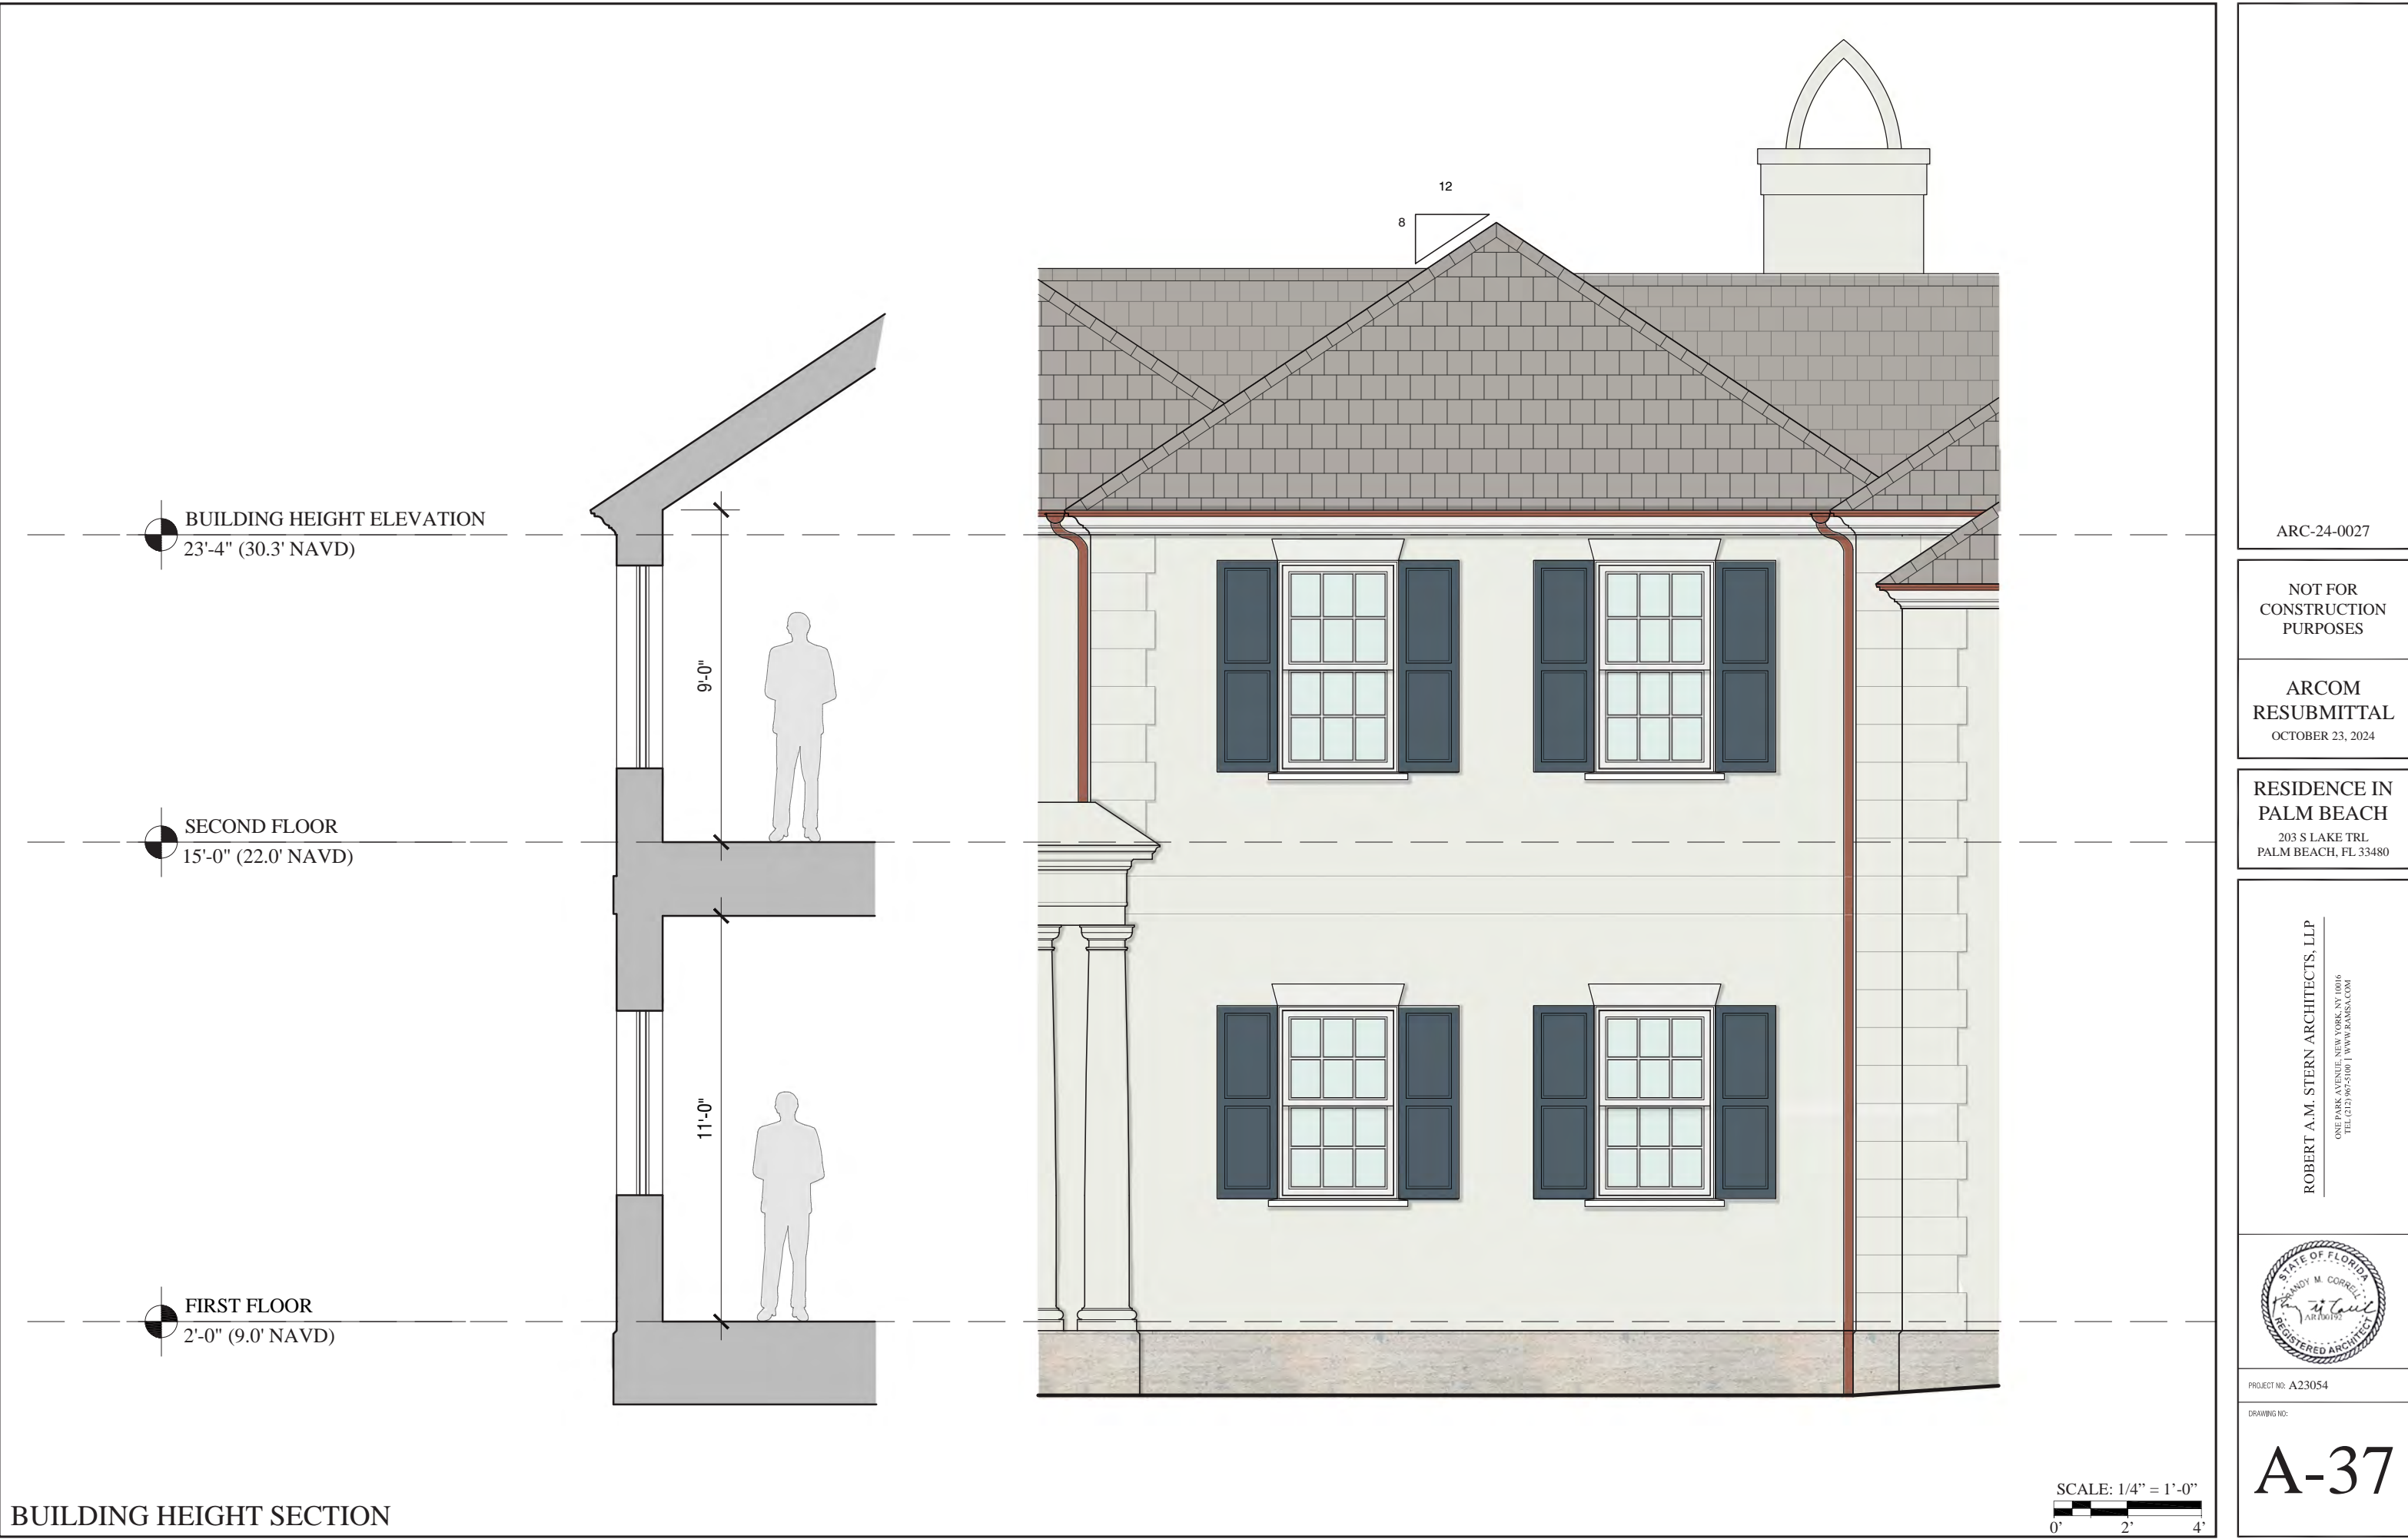 12
8
BUILDING HEIGHT ELEVATION
23'-4" (30.3' NAVD)
9'-0"
SECOND FLOOR
15'-0" (22.0' NAVD)
11'-0"
FIRST FLOOR
2'-0" (9.0' NAVD)
BUILDING HEIGHT SECTION
SCALE: 1/4” = 1’-0”
0’ 2’ 4’
ARC-24-0027
NOT FOR
CONSTRUCTION
PURPOSES
ARCOM
RESUBMITTAL
OCTOBER 23, 2024
RESIDENCE IN
PALM BEACH
203 S LAKE TRL
PALM BEACH, FL 33480
ROBERT A.M. STERN ARCHITECTS, LLP
ONE PARK AVENUE, NEW YORK, NY 10016
TEL (212) 967-5100 | WWW.RAMSA.COM
STATE OF FLORIDA
RANDY M. CORRELL
AR100192
REGISTERED ARCHITECT
PROJECT NO: A23054
DRAWING NO:
A-37